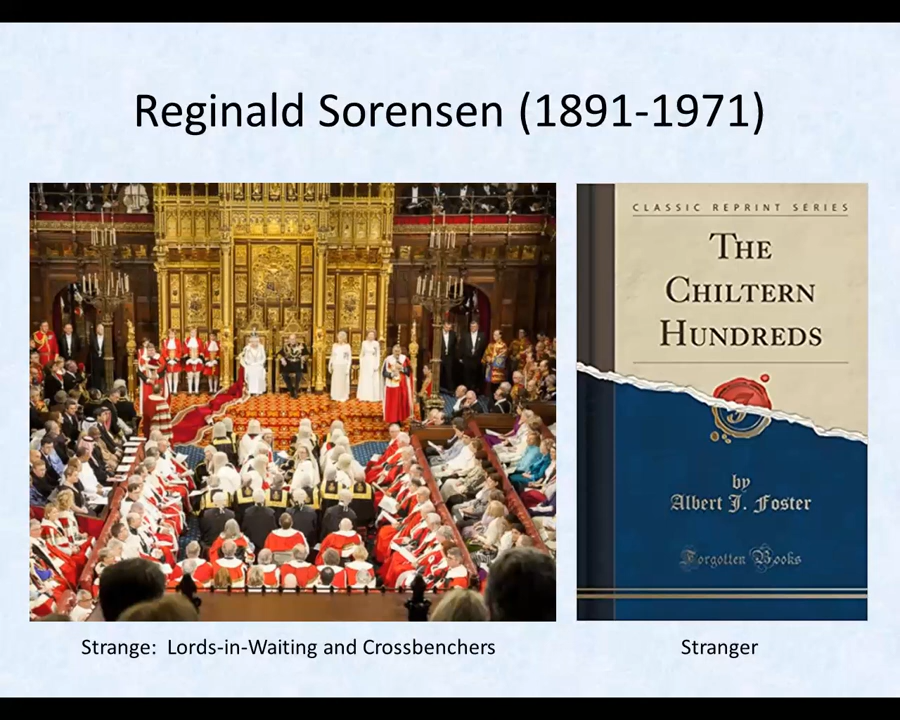 Reginald Sorensen (1891-1971)
CLASSIC REPRINT SERIES
THE
CHILTERN
HUNDREDS
by
Albert J. Foster
Forgotten Books
Strange: Lords-in-Waiting and Crossbenchers
Stranger